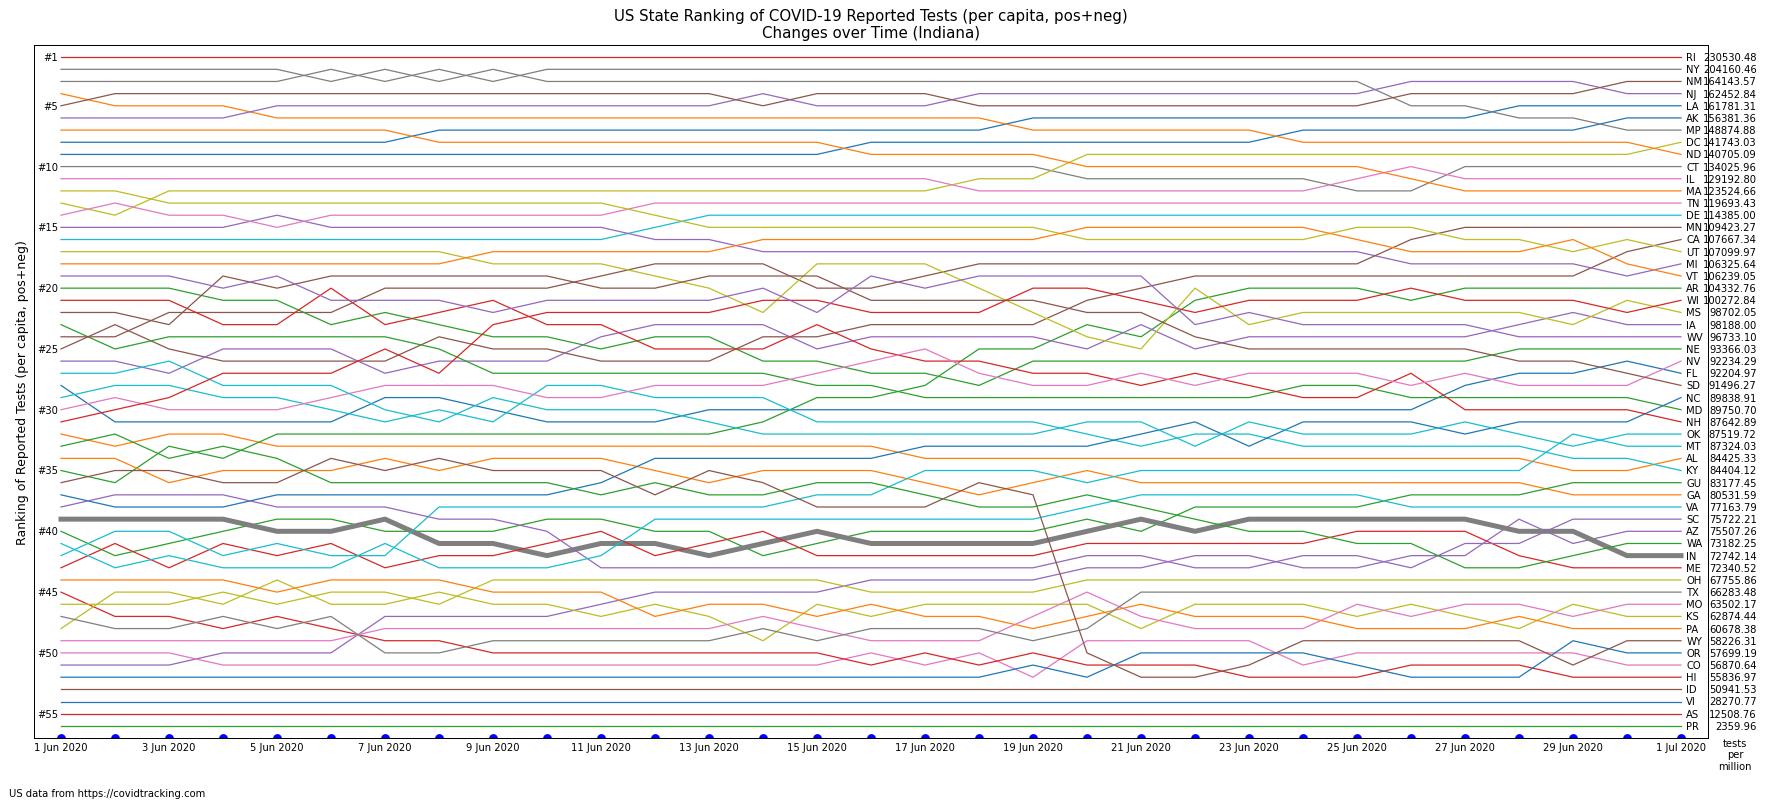 US State Ranking of COVID-19 Reported Tests (per capita, pos+neg)
Changes over Time (Indiana)
Ranking of Reported Tests (per capita, pos+neg)
#1
#5
#10
#15
#20
#25
#30
#35
#40
#45
#50
#55
RI 230530.48
NY 204160.46
NM 164143.57
NJ 162452.84
LA 161781.31
AK 156381.36
MP 148874.88
DC 141743.03
ND 140705.09
CT 134025.96
IL 129192.80
MA 123524.66
TN 119693.43
DE 114385.00
MN 109423.27
CA 107667.34
UT 107099.97
MI 106325.64
VT 106239.05
AR 104332.76
WI 100272.84
MS 98702.05
IA 98188.00
WV 96733.10
NE 93366.03
NV 92234.29
FL 92204.97
SD 91496.27
NC 89838.91
MD 89750.70
NH 87642.89
OK 87519.72
MT 87324.03
AL 84425.33
KY 84404.12
GU 83177.45
GA 80531.59
VA 77163.79
SC 75722.21
AZ 75507.26
WA 73182.25
IN 72742.14
ME 72340.52
OH 67755.86
TX 66283.48
MO 63502.17
KS 62874.44
PA 60678.38
WY 58226.31
OR 57699.19
CO 56870.64
HI 55836.97
ID 50941.53
VI 28270.77
AS 12508.76
PR 2359.96
1 Jun 2020 3 Jun 2020 5 Jun 2020 7 Jun 2020 9 Jun 2020 11 Jun 2020 13 Jun 2020 15 Jun 2020 17 Jun 2020 19 Jun 2020 21 Jun 2020 23 Jun 2020 25 Jun 2020 27 Jun 2020 29 Jun 2020 1 Jul 2020
tests
per
million
US data from https://covidtracking.com